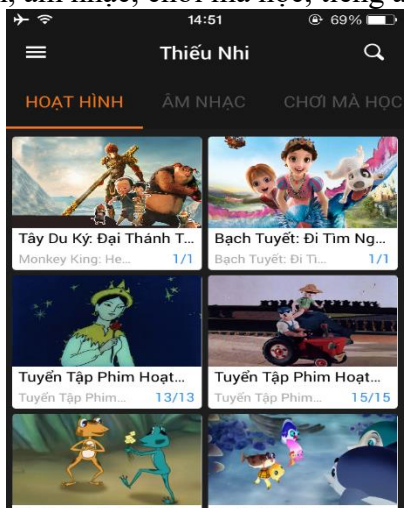 14:51
69%
Thiếu Nhi
HOẠT HÌNH ÂM NHẠC CHƠI MÀ HỌC
Tây Du Ký: Đại Thánh T... Bạch Tuyết: Đi Tìm Ng...
Monkey King: He... 1/1 Bạch Tuyết: Đi Tì... 1/1
Tuyển Tập Phim Hoạt... Tuyển Tập Phim Hoạt...
Tuyển Tập Phim... 13/13 Tuyển Tập Phim... 15/15